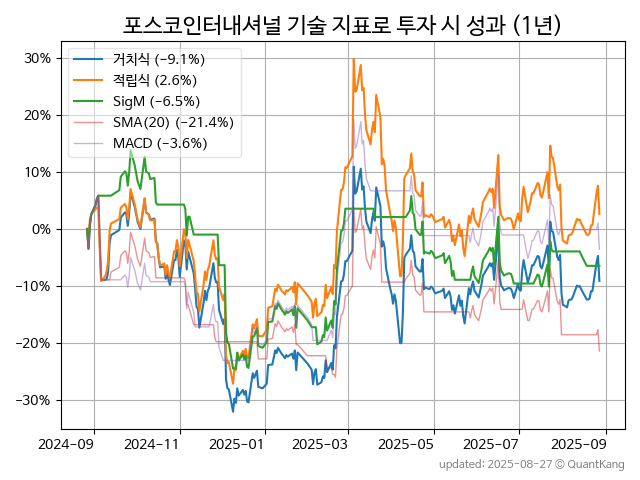 포스코인터내셔널 기술 지표로 투자 시 성과 (1년)
거치식 (−9.1%)
적립식 (2.6%)
SigM (−6.5%)
SMA(20) (−21.4%)
MACD (−3.6%)
30%
20%
10%
0%
−10%
−20%
−30%
2024-09 2024-11 2025-01 2025-03 2025-05 2025-07 2025-09
updated: 2025-08-27 © QuantKang